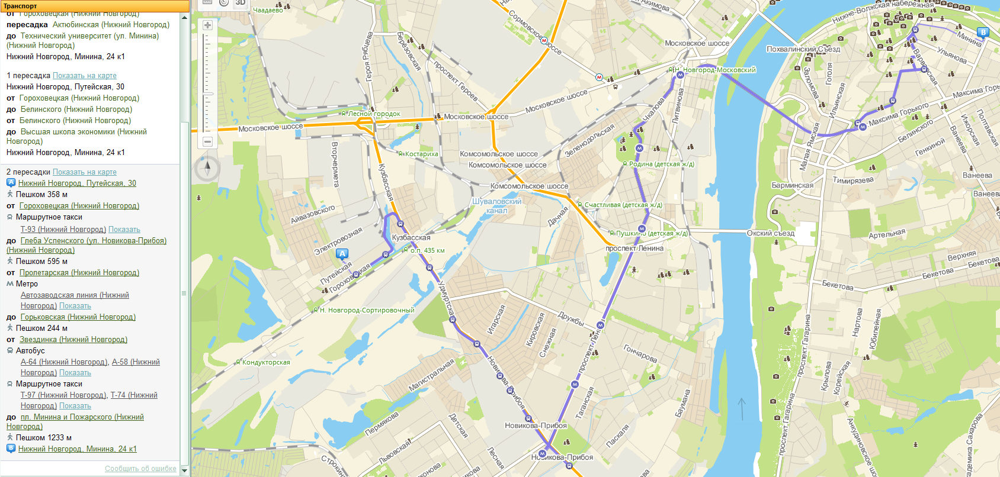 Транспорт
от Гороховецкая (Нижний Новгород)
пересадка Актюбинская (Нижний Новгород)
до Технический университет (ул. Минина)
(Нижний Новгород)
Нижний Новгород, Минина, 24 к1
1 пересадка Показать на карте
Нижний Новгород, Путейская, 30
от Гороховецкая (Нижний Новгород)
до Белинского (Нижний Новгород)
от Белинского (Нижний Новгород)
до Высшая школа экономики (Нижний
Новгород)
Нижний Новгород, Минина, 24 к1
2 пересадки Показать на карте
A Нижний Новгород, Путейская, 30
Пешком 358 м
от Гороховецкая (Нижний Новгород)
Маршрутное такси
Т-93 (Нижний Новгород) Показать
до Глеба Успенского (ул. Новикова-Прибоя)
(Нижний Новгород)
Пешком 595 м
от Пролетарская (Нижний Новгород)
Метро
Автозаводская линия (Нижний
Новгород) Показать
до Горьковская (Нижний Новгород)
Пешком 244 м
от Звездинка (Нижний Новгород)
Автобус
А-64 (Нижний Новгород), А-58 (Нижний
Новгород) Показать
Маршрутное такси
Т-97 (Нижний Новгород), Т-74 (Нижний
Новгород) Показать
до пл. Минина и Пожарского (Нижний
Новгород)
Пешком 1233 м
B Нижний Новгород, Минина, 24 к1
Сообщить об ошибке
3D
Чаадаево
Акимова
Сормовское шоссе
Нижне-Волжская набережная
B
Минина
Героя Рябцева
Берёзовская
проспект Героев
Московское шоссе
Похвалинский Съезд
Ульянова
Варварская
Н. Новгород-Московский
Заломова
Гоголя
Ильинская
Максима Горького
Лесной городок
Московское шоссе
Московское шоссе
Московское шоссе
Чкалова
Литвинова
Максима Горького
Белинского
Ижорская
Полтавская
Ванеева
Генкиной
Малая Ямская
Зеленодольская
Вторчермета
Костариха
Комсомольское шоссе
Комсомольское шоссе
Родина (детская ж/д)
Кузбасская
Комсомольское шоссе
Барминская
Тимирязева
Ванеева
Ванеева
Шуваловский
канал
Счастливая (детская ж/д)
Айвазовского
Дачная
Электровозная
Кузбасская
Пушкино (детская ж/д)
Окский съезд
Артельная
A
о.п. 435 км
проспект Ленина
Верхняя
Бекетова
Бекетова
Бекетова
Путейская
Гороховецкая
Удмуртская
Н. Новгород-Сортировочный
Игарская
Кировская
Снежная
Дружбы
проспект Ленина
Гончарова
Нартова
Юбилейная
проспект Гагарина
Кондукторская
Магистральная
Новикова-Прибоя
Таганская
Баумана
Крылова
Корейская
проспект Гагарина
Пермякова
Детская
Новикова-Прибоя
Паскаля
Анкудиновское шоссе
Академика Сахарова
Львовская
Лесная
Новикова-Прибоя